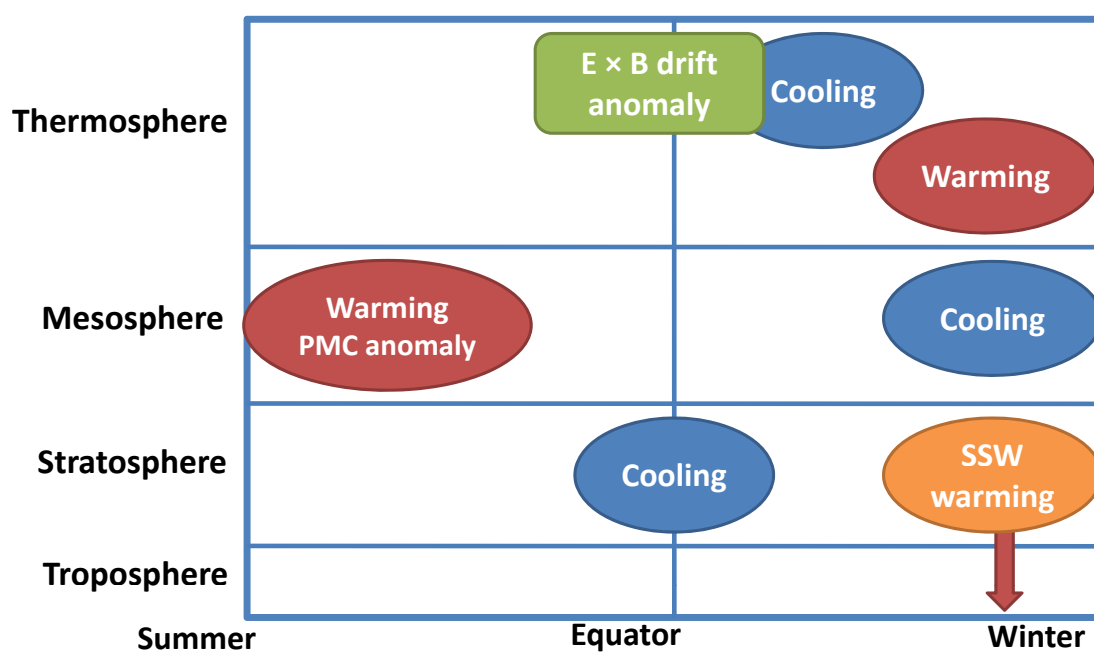 E × B drift
anomaly
Cooling
Thermosphere
Warming
Mesosphere
Warming
PMC anomaly
Cooling
Stratosphere
Cooling
SSW
warming
Troposphere
Summer
Equator
Winter